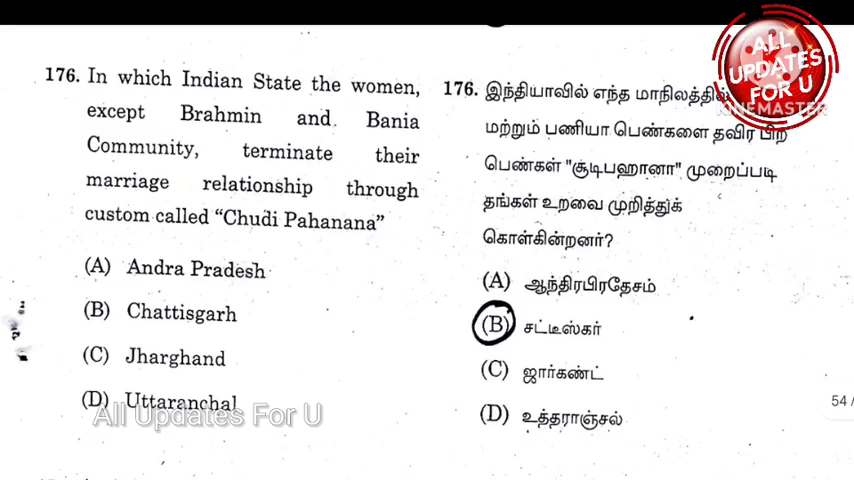 176. In which Indian State the women,
except Brahmin and Bania
Community, terminate their
marriage relationship through
custom called “Chudi Pahanana”
(A) Andra Pradesh
(B) Chattisgarh
(C) Jharghand
(D) Uttaranchal
All Updates For U
176. இந்தியாவில் எந்த மாநிலத்தில்
மற்றும் பணியா பெண்களை தவிர பிற
பெண்கள் "சூடிபஹானா" முறைப்படி
தங்கள் உறவை முறித்துக்
கொள்கின்றனர்?
(A) ஆந்திரபிரதேசம்
(B) சட்டீஸ்கர்
(C) ஜார்கண்ட்
(D) உத்தராஞ்சல்
54 /
ALL
UPDATES
FOR U
KINEMASTER